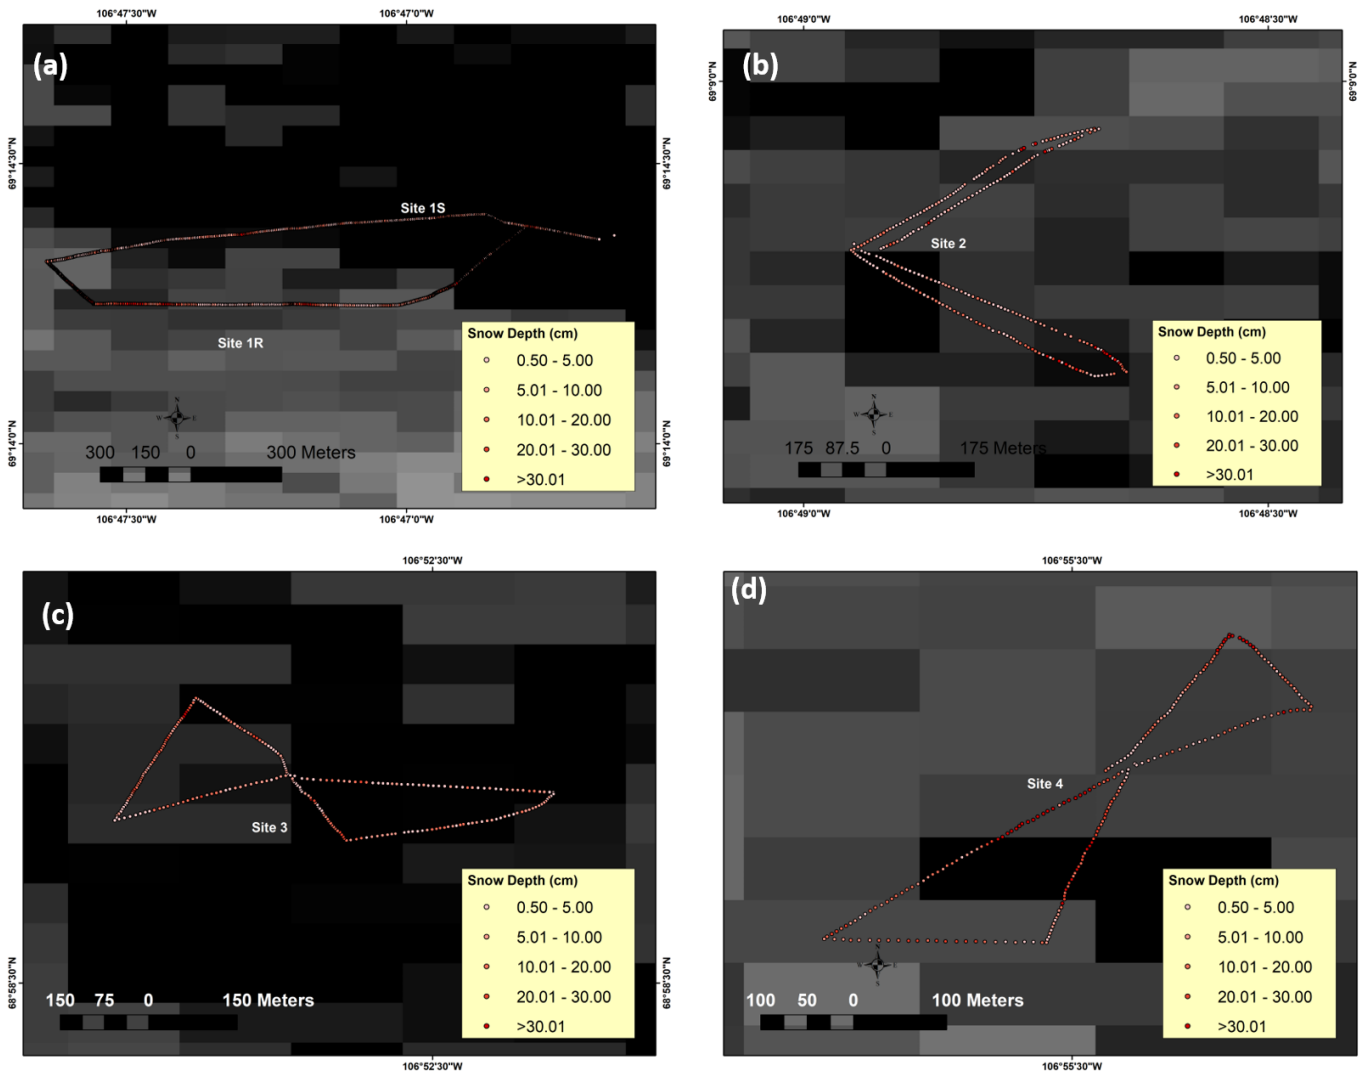 106°47'30"W 106°47'0"W
(a)
69°14'30"N 69°14'30"N
Site 1S
Site 1R
Snow Depth (cm)
0.50 - 5.00
5.01 - 10.00
10.01 - 20.00
20.01 - 30.00
>30.01
N
W E
S
300 150 0 300 Meters
69°14'0"N 69°14'0"N
106°47'30"W 106°47'0"W
106°49'0"W 106°48'30"W
(b)
69°9'0"N 69°9'0"N
Site 2
Snow Depth (cm)
0.50 - 5.00
5.01 - 10.00
10.01 - 20.00
20.01 - 30.00
>30.01
N
W E
S
175 87.5 0 175 Meters
106°49'0"W 106°48'30"W
106°52'30"W
(c)
Site 3
Snow Depth (cm)
0.50 - 5.00
5.01 - 10.00
10.01 - 20.00
20.01 - 30.00
>30.01
68°58'30"N 68°58'30"N
150 75 0 150 Meters
106°52'30"W
106°55'30"W
(d)
Site 4
Snow Depth (cm)
0.50 - 5.00
5.01 - 10.00
10.01 - 20.00
20.01 - 30.00
>30.01
N
W E
S
100 50 0 100 Meters
106°55'30"W